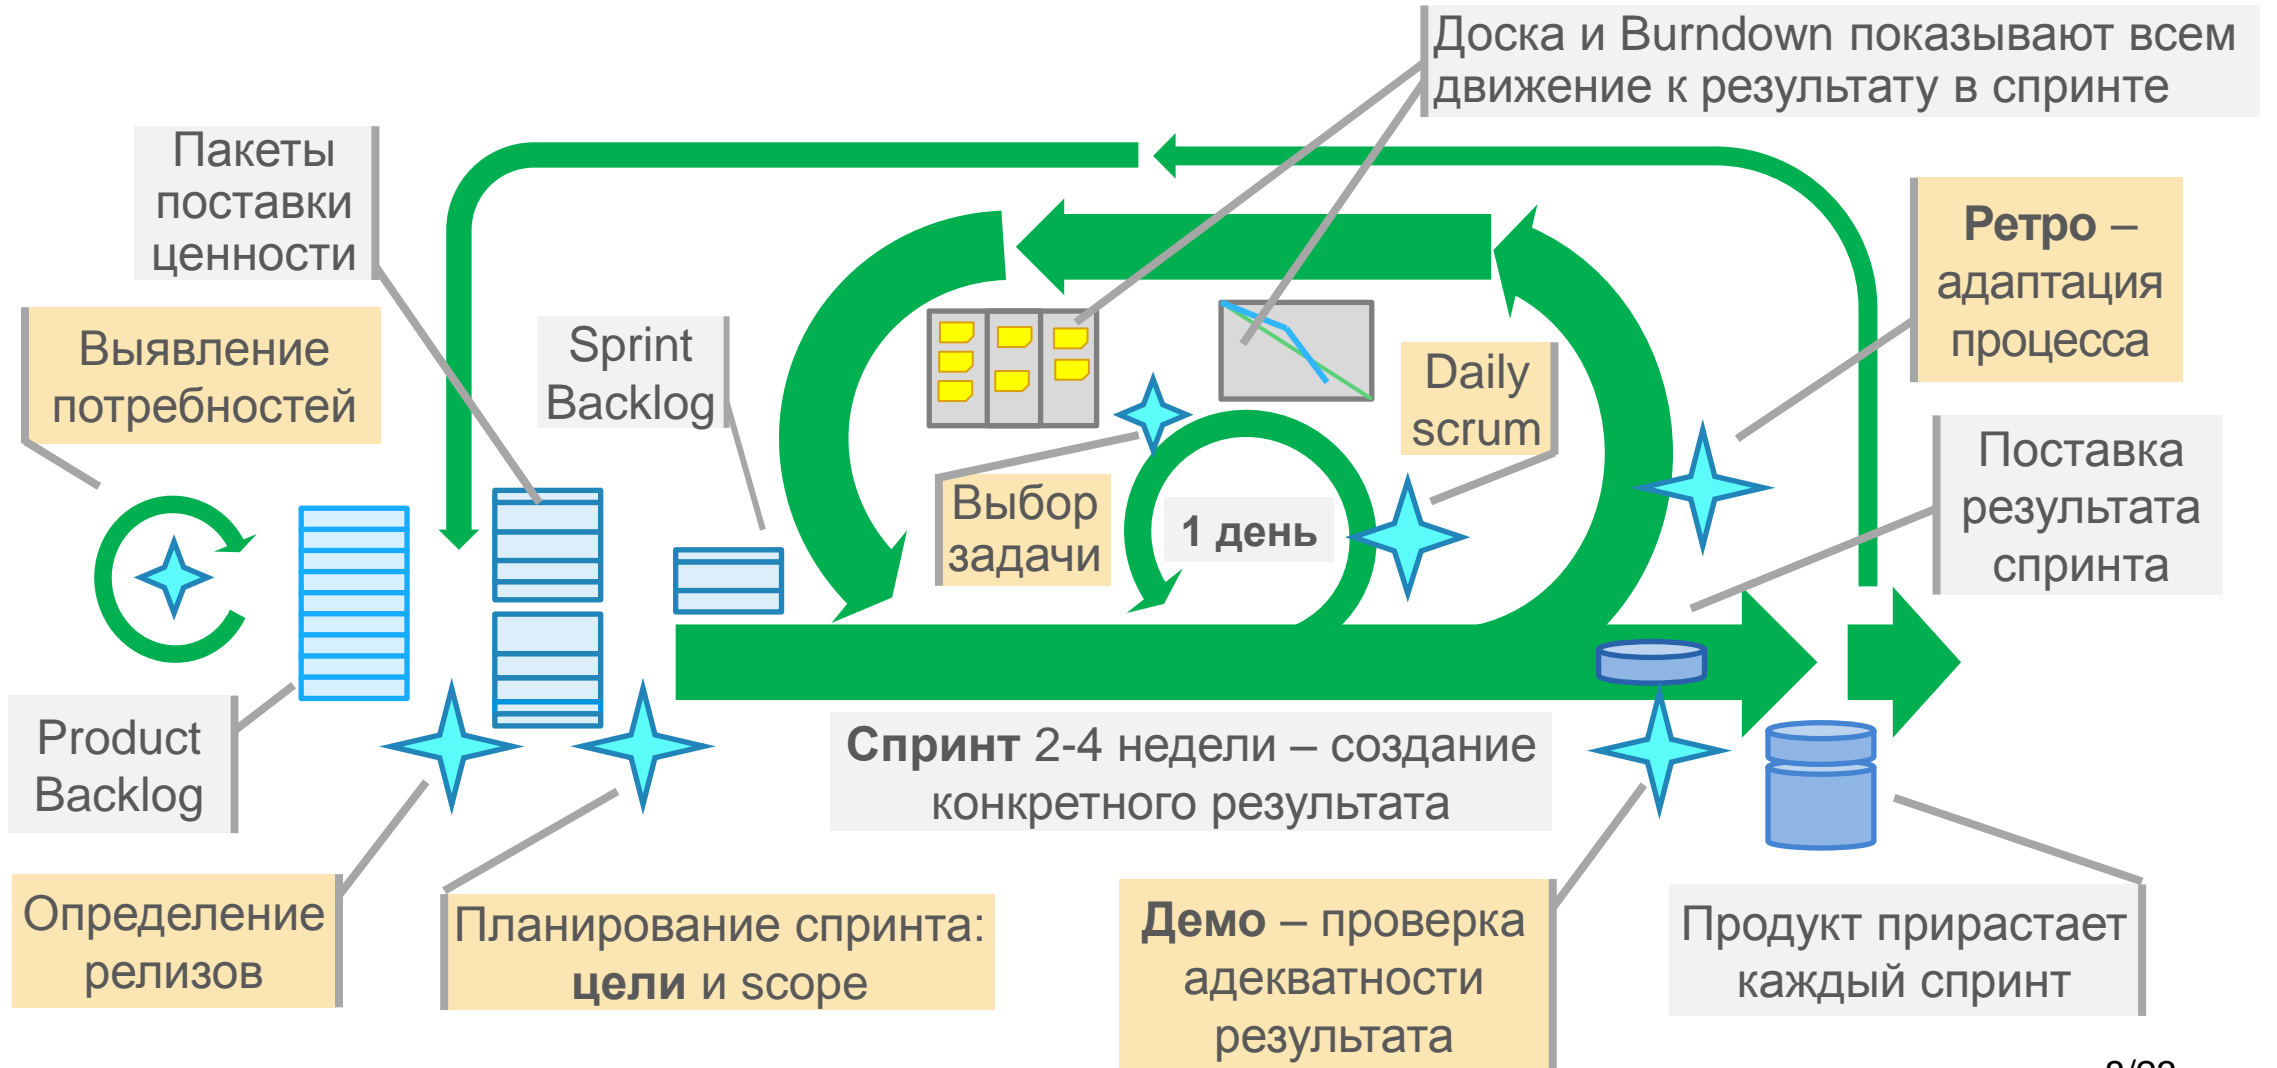 Доска и Burndown показывают всем
движение к результату в спринте
Пакеты
поставки
ценности
Ретро –
адаптация
процесса
Выявление
потребностей
Sprint
Backlog
Daily
scrum
Поставка
результата
спринта
Выбор
задачи
1 день
Product
Backlog
Спринт 2-4 недели – создание
конкретного результата
Определение
релизов
Планирование спринта:
цели и scope
Демо – проверка
адекватности
результата
Продукт прирастает
каждый спринт